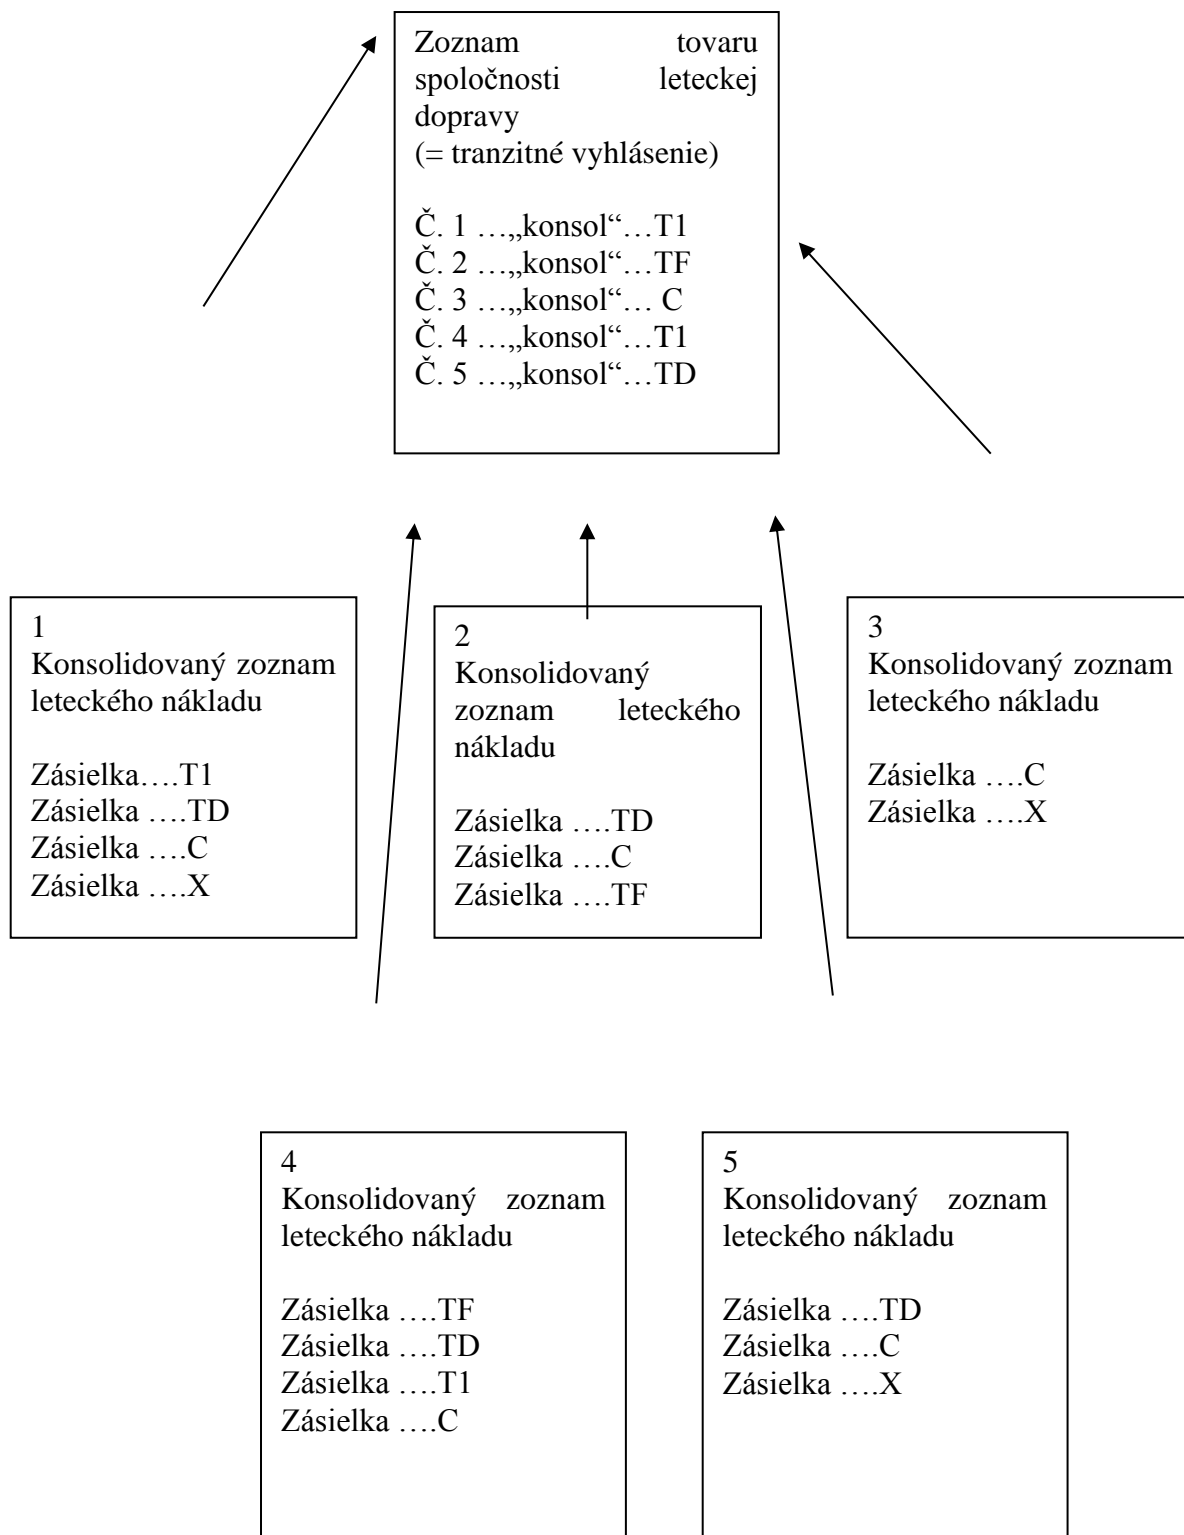 Zoznam tovaru
spoločnosti leteckej
dopravy
(= tranzitné vyhlásenie)
Č. 1 …„konsol“…T1
Č. 2 …„konsol“…TF
Č. 3 …„konsol“… C
Č. 4 …„konsol“…T1
Č. 5 …„konsol“…TD
1
Konsolidovaný zoznam
leteckého nákladu
Zásielka….T1
Zásielka ….TD
Zásielka ….C
Zásielka ….X
2
Konsolidovaný
zoznam leteckého
nákladu
Zásielka ….TD
Zásielka ….C
Zásielka ….TF
3
Konsolidovaný zoznam
leteckého nákladu
Zásielka ….C
Zásielka ….X
4
Konsolidovaný zoznam
leteckého nákladu
Zásielka ….TF
Zásielka ….TD
Zásielka ….T1
Zásielka ….C
5
Konsolidovaný zoznam
leteckého nákladu
Zásielka ….TD
Zásielka ….C
Zásielka ….X